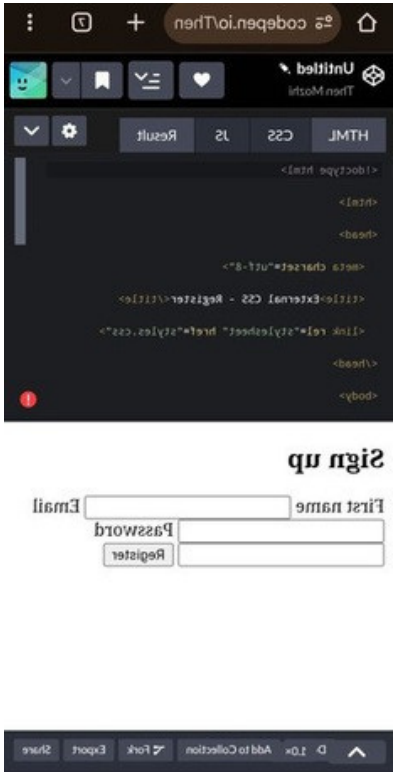 codepen.io/Then
7
Untitled
Then Mozhi
HTML CSS JS Result
<!doctype html>
<html>
<head>
<meta charset="utf-8">
<title>External CSS - Register</title>
<link rel="stylesheet" href="styles.css">
</head>
<body>
Sign up
First name Email
Password
Register
D 1.0x Add to Collection Fork Export Share